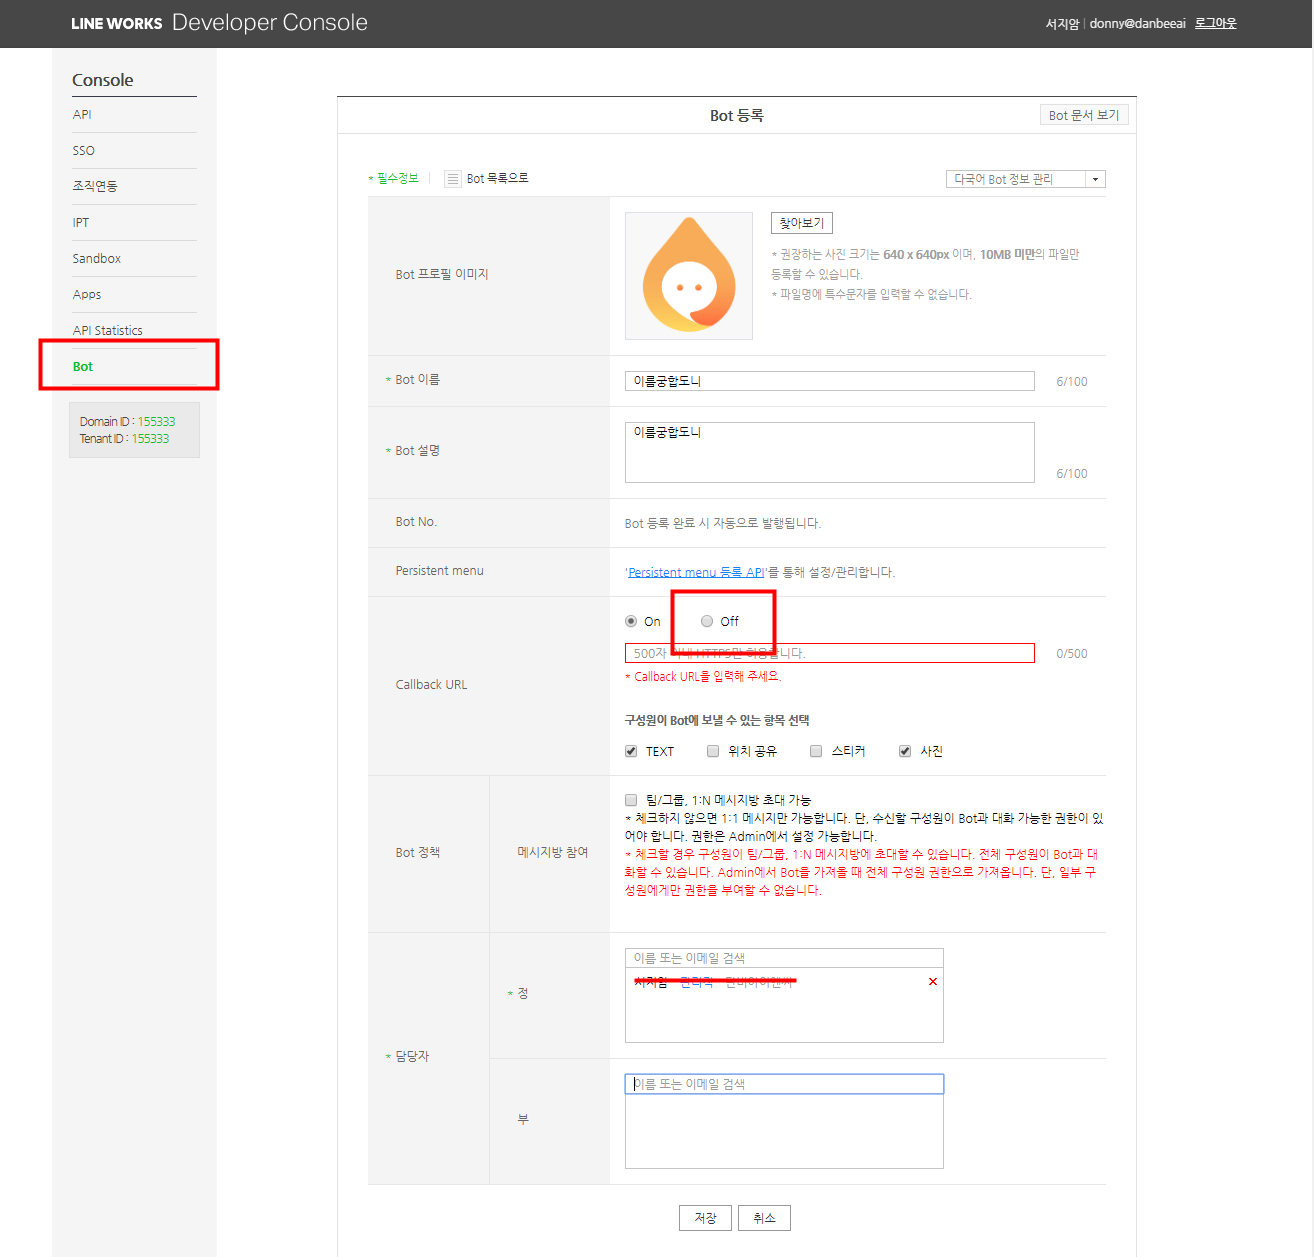 LINE WORKS Developer Console
서지암 | donny@danbeeai 로그아웃
Console
API
SSO
조직연동
IPT
Sandbox
Apps
API Statistics
Bot
Domain ID : 155333
Tenant ID : 155333
Bot 등록
Bot 문서 보기
* 필수정보
Bot 목록으로
다국어 Bot 정보 관리
Bot 프로필 이미지
찾아보기
* 권장하는 사진 크기는 640 x 640px 이며, 10MB 미만의 파일만
등록할 수 있습니다.
* 파일명에 특수문자를 입력할 수 없습니다.
* Bot 이름
이름궁합도니
6/100
* Bot 설명
이름궁합도니
6/100
Bot No.
Bot 등록 완료 시 자동으로 발행됩니다.
Persistent menu
'Persistent menu 등록 API'를 통해 설정/관리합니다.
Callback URL
On
Off
500자 이내 HTTPS만 허용합니다.
0/500
* Callback URL을 입력해 주세요.
구성원이 Bot에 보낼 수 있는 항목 선택
TEXT
위치 공유
스티커
사진
Bot 정책
메시지방 참여
팀/그룹, 1:N 메시지방 초대 가능
* 체크하지 않으면 1:1 메시지만 가능합니다. 단, 수신할 구성원이 Bot과 대화 가능한 권한이 있
어야 합니다. 권한은 Admin에서 설정 가능합니다.
* 체크할 경우 구성원이 팀/그룹, 1:N 메시지방에 초대할 수 있습니다. 전체 구성원이 Bot과 대
화할 수 있습니다. Admin에서 Bot을 가져올 때 전체 구성원 권한으로 가져옵니다. 단, 일부 구
성원에게만 권한을 부여할 수 없습니다.
* 담당자
* 정
이름 또는 이메일 검색
부
이름 또는 이메일 검색
저장
취소